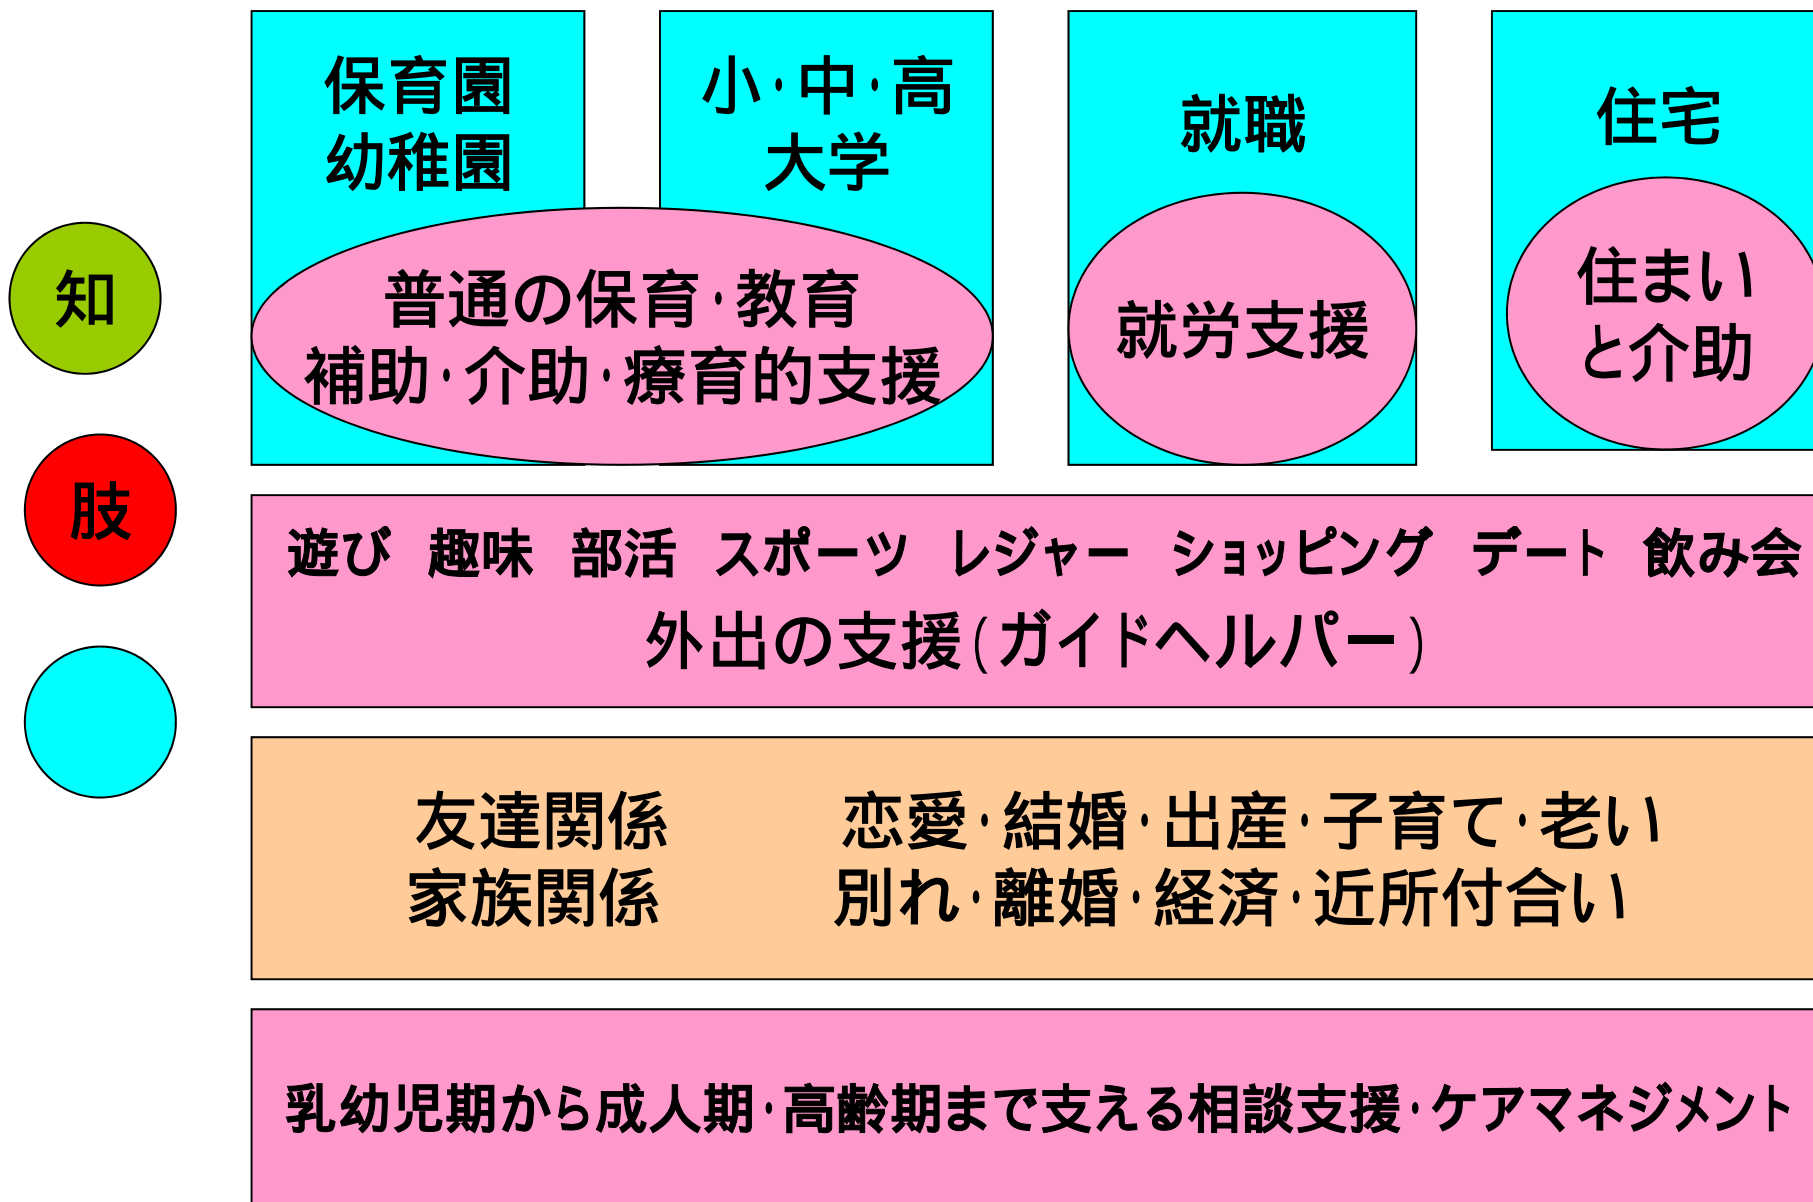 保育園
幼稚園
小・中・高
大学
就職
住宅
知
普通の保育・教育
補助・介助・療育的支援
就労支援
住まい
と介助
肢
遊び 趣味 部活 スポーツ レジャー ショッピング デート 飲み会
外出の支援(ガイドヘルパー)
友達関係 恋愛・結婚・出産・子育て・老い
家族関係 別れ・離婚・経済・近所付合い
乳幼児期から成人期・高齢期まで支える相談支援・ケアマネジメント